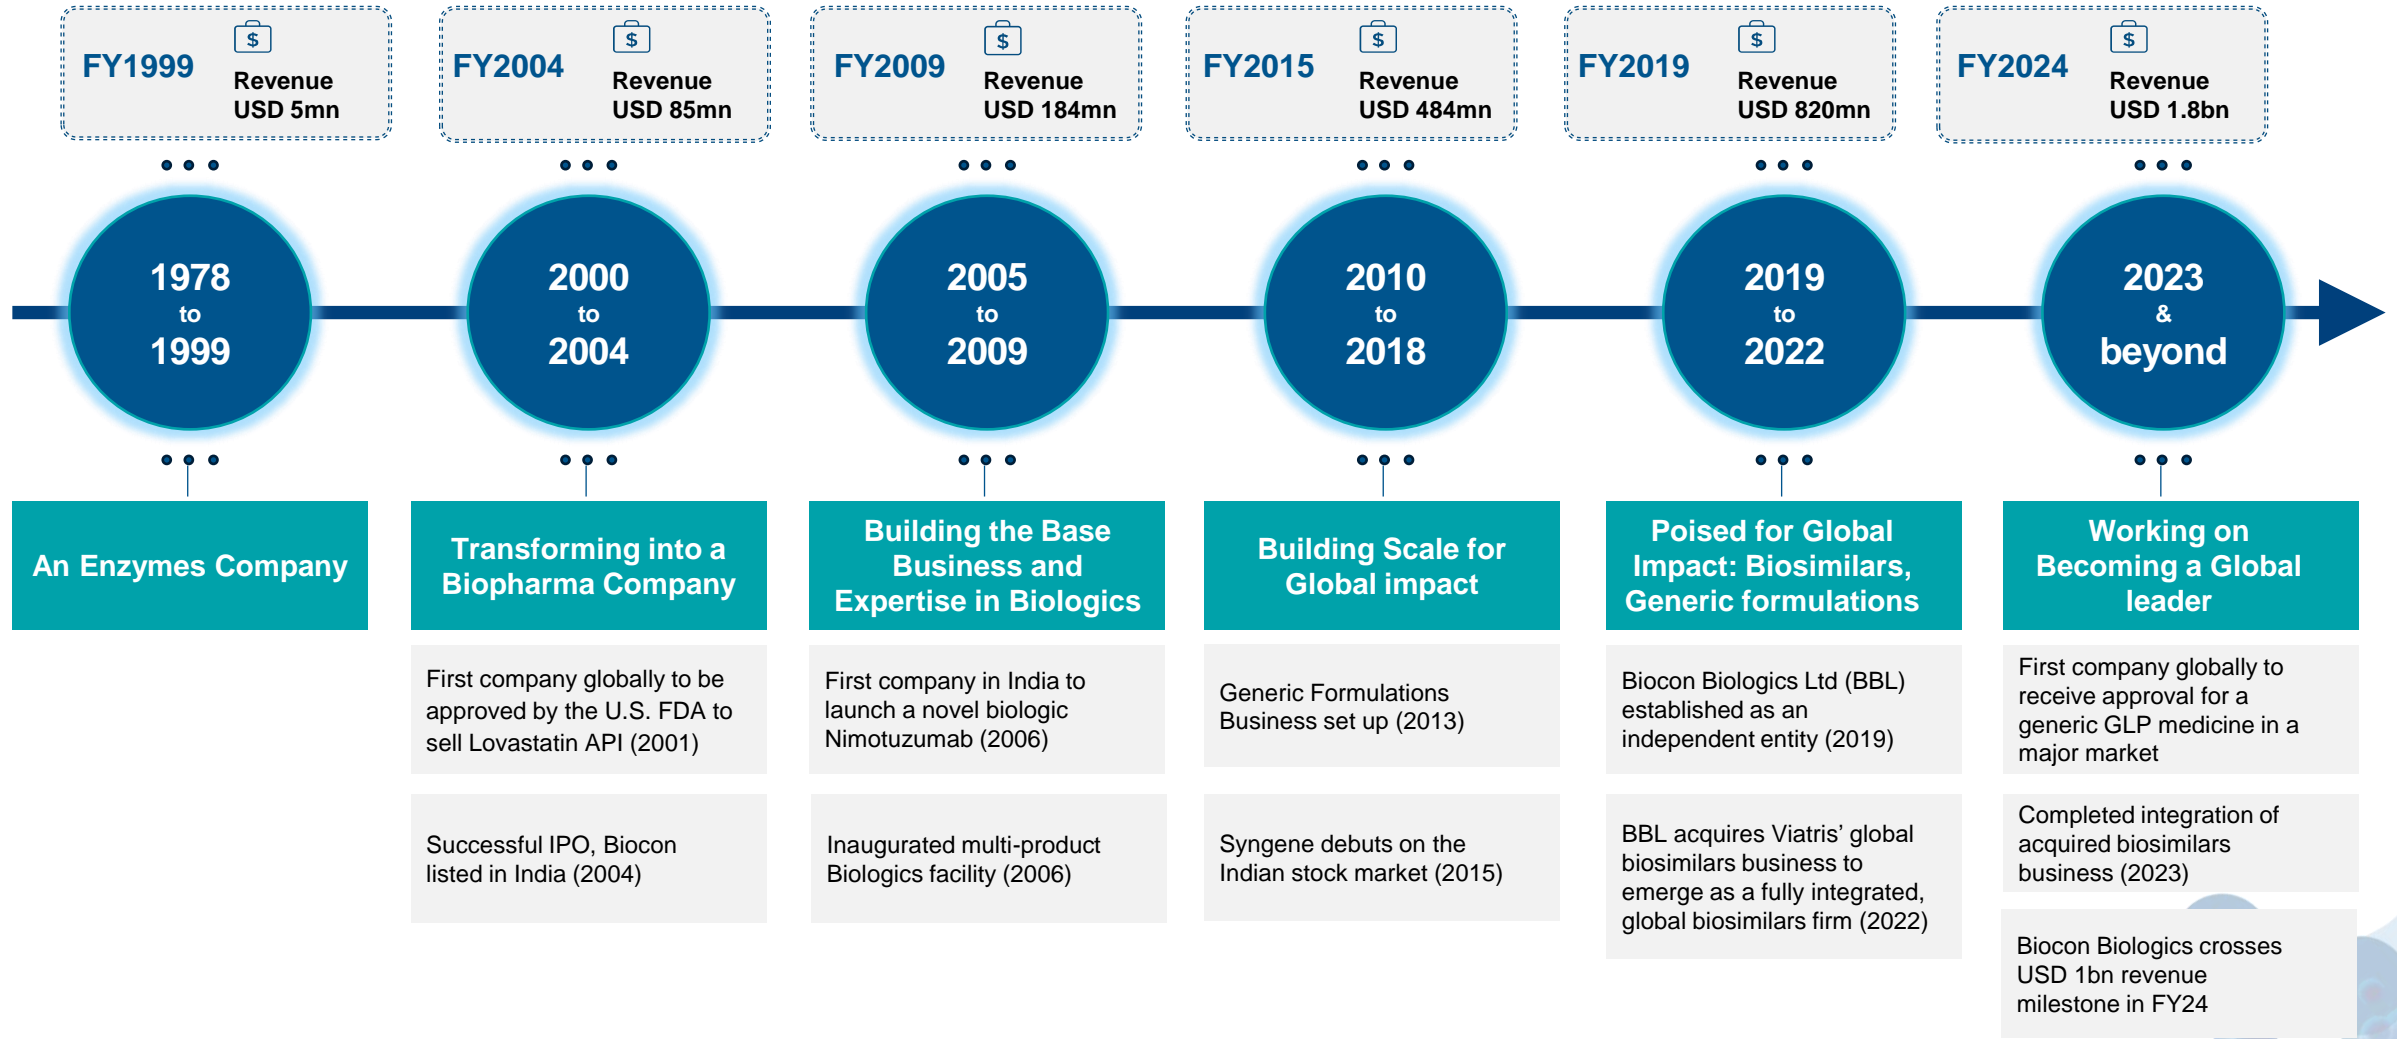 FY1999
$
Revenue
USD 5mn
FY2004
$
Revenue
USD 85mn
FY2009
$
Revenue
USD 184mn
FY2015
$
Revenue
USD 484mn
FY2019
$
Revenue
USD 820mn
FY2024
$
Revenue
USD 1.8bn
1978
to
1999
2000
to
2004
2005
to
2009
2010
to
2018
2019
to
2022
2023
&
beyond
An Enzymes Company
Transforming into a
Biopharma Company
Building the Base
Business and
Expertise in Biologics
Building Scale for
Global impact
Poised for Global
Impact: Biosimilars,
Generic formulations
Working on
Becoming a Global
leader
First company globally to be
approved by the U.S. FDA to
sell Lovastatin API (2001)
First company in India to
launch a novel biologic
Nimotuzumab (2006)
Generic Formulations
Business set up (2013)
Biocon Biologics Ltd (BBL)
established as an
independent entity (2019)
First company globally to
receive approval for a
generic GLP medicine in a
major market
Successful IPO, Biocon
listed in India (2004)
Inaugurated multi-product
Biologics facility (2006)
Syngene debuts on the
Indian stock market (2015)
BBL acquires Viatris’ global
biosimilars business to
emerge as a fully integrated,
global biosimilars firm (2022)
Completed integration of
acquired biosimilars
business (2023)
Biocon Biologics crosses
USD 1bn revenue
milestone in FY24